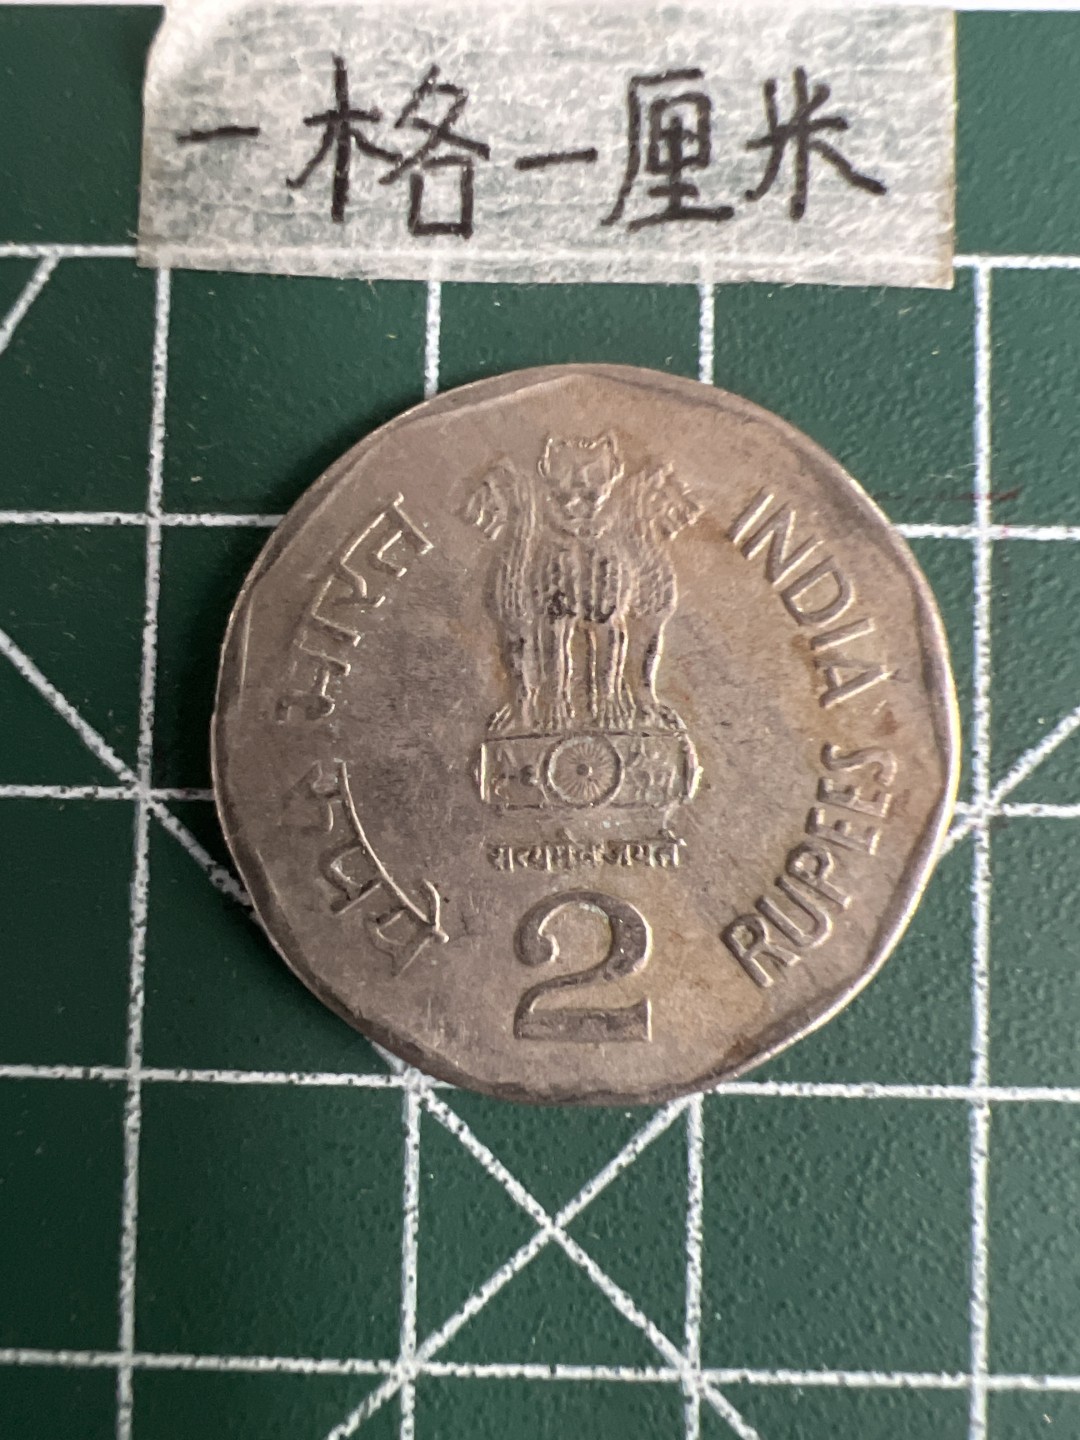 一格一厘米
भारत
INDIA
रुपये
RUPEES
सत्यमेव जयते
2